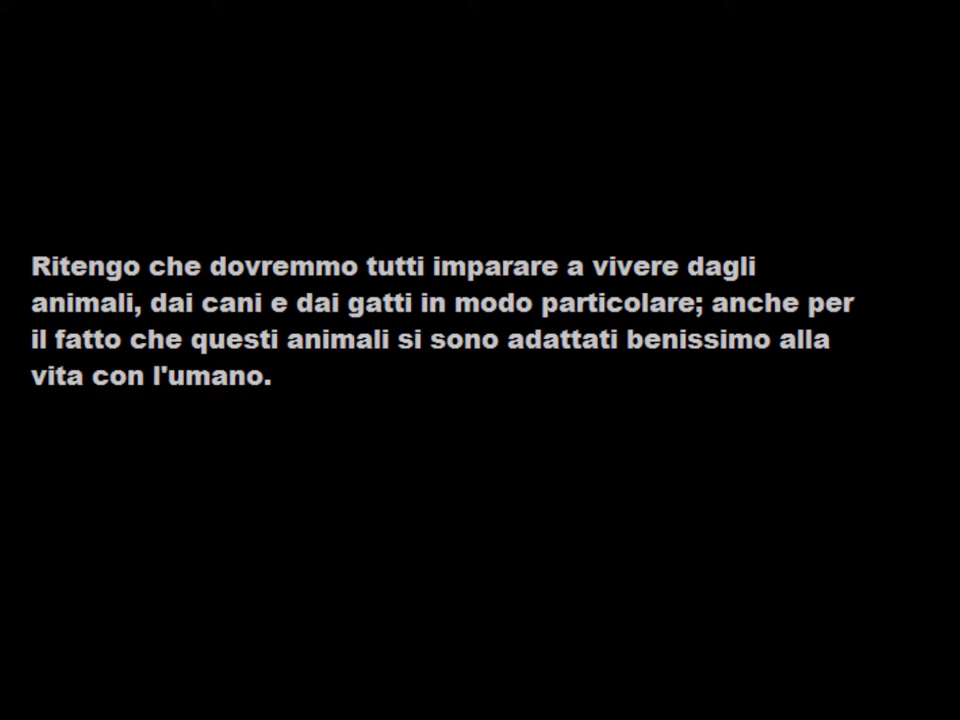 Ritengo che dovremmo tutti imparare a vivere dagli
animali, dai cani e dai gatti in modo particolare; anche per
il fatto che questi animali si sono adattati benissimo alla
vita con l'umano.